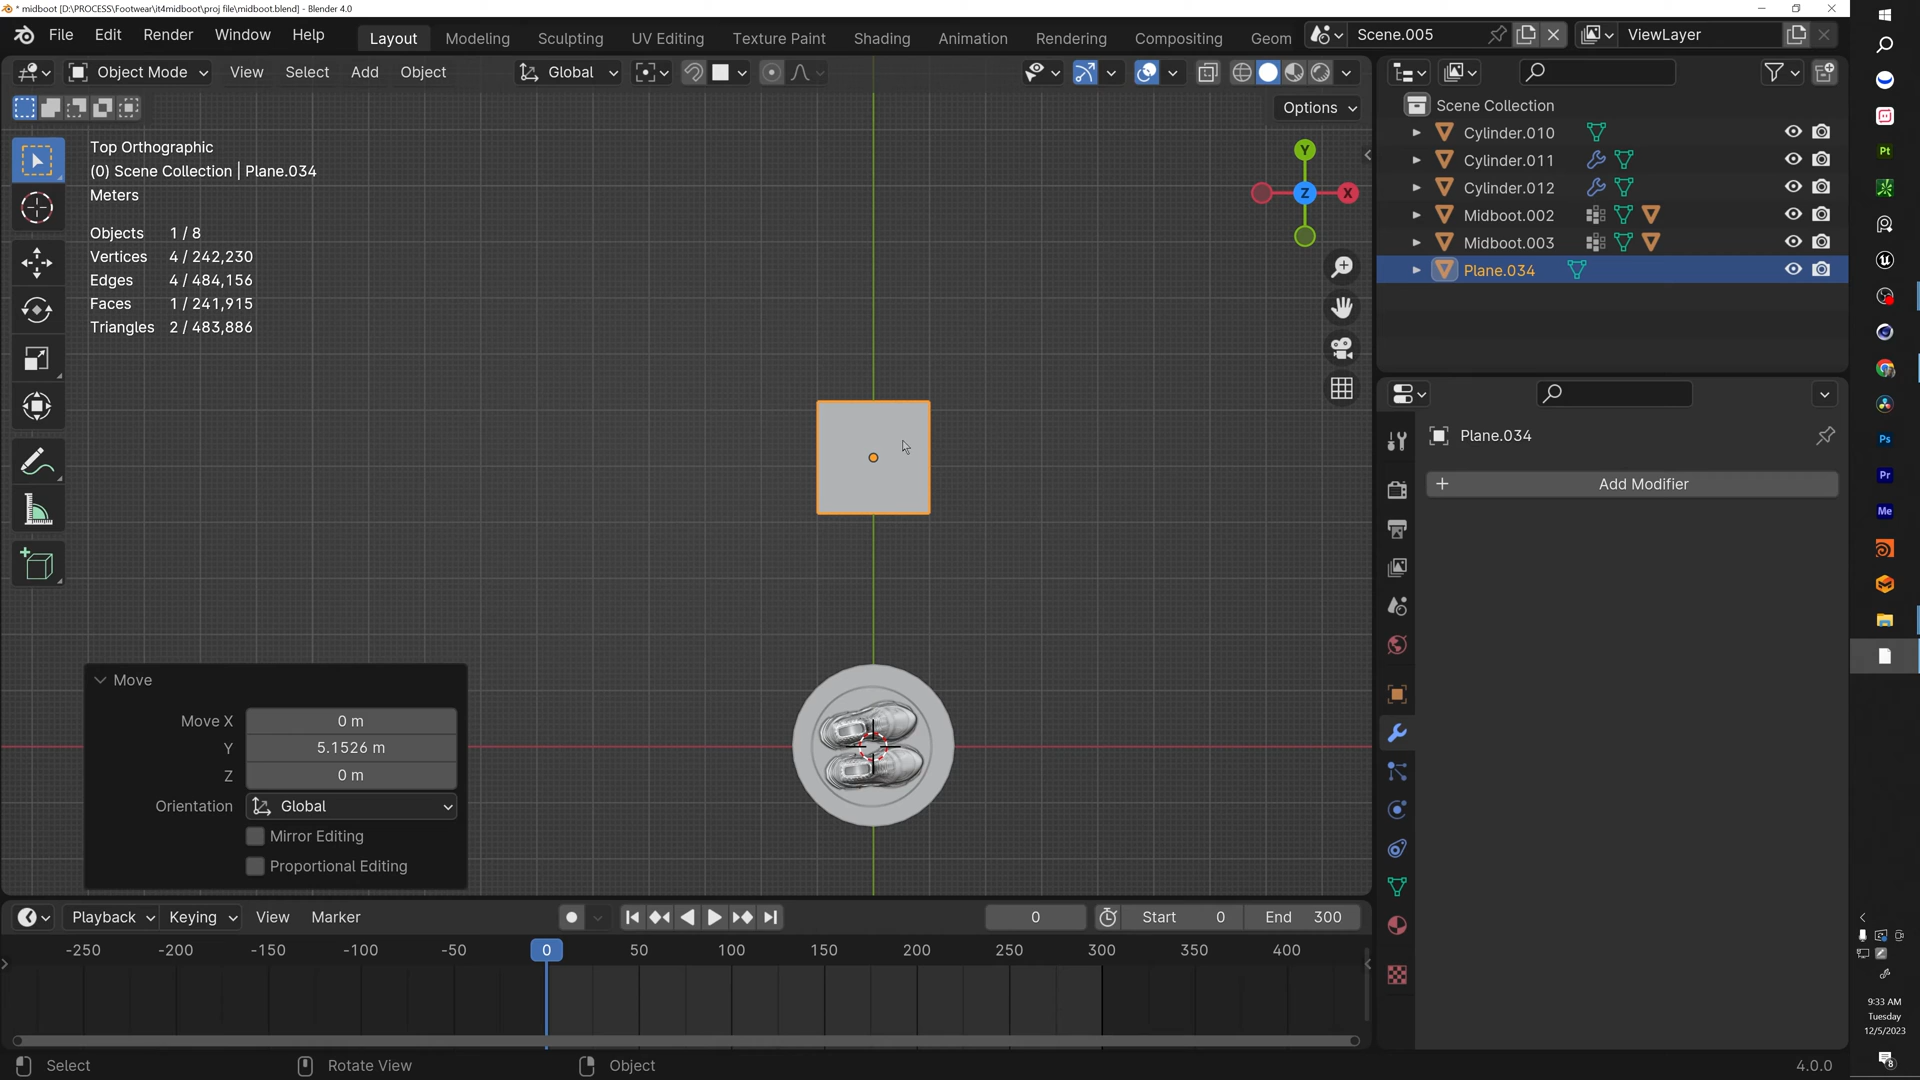 * midboot [D:\PROCESS\Footwear\it4midboot\proj file\midboot.blend] - Blender 4.0
File Edit Render Window Help Layout Modeling Sculpting UV Editing Texture Paint Shading Animation Rendering Compositing Geom Scene.005 ViewLayer
Object Mode View Select Add Object Global
Options
Top Orthographic
(0) Scene Collection | Plane.034
Meters
Objects 1 / 8
Vertices 4 / 242,230
Edges 4 / 484,156
Faces 1 / 241,915
Triangles 2 / 483,886
Y
Z
X
Scene Collection
Cylinder.010
Cylinder.011
Cylinder.012
Midboot.002
Midboot.003
Plane.034
Plane.034
Add Modifier
Move
Move X 0 m
Y 5.1526 m
Z 0 m
Orientation Global
Mirror Editing
Proportional Editing
Playback Keying View Marker 0 Start 0 End 300
-250 -200 -150 -100 -50 0 50 100 150 200 250 300 350 400
Select Rotate View Object 4.0.0
Pt
Ps
Pr
Me
9:33 AM
Tuesday
12/5/2023
8